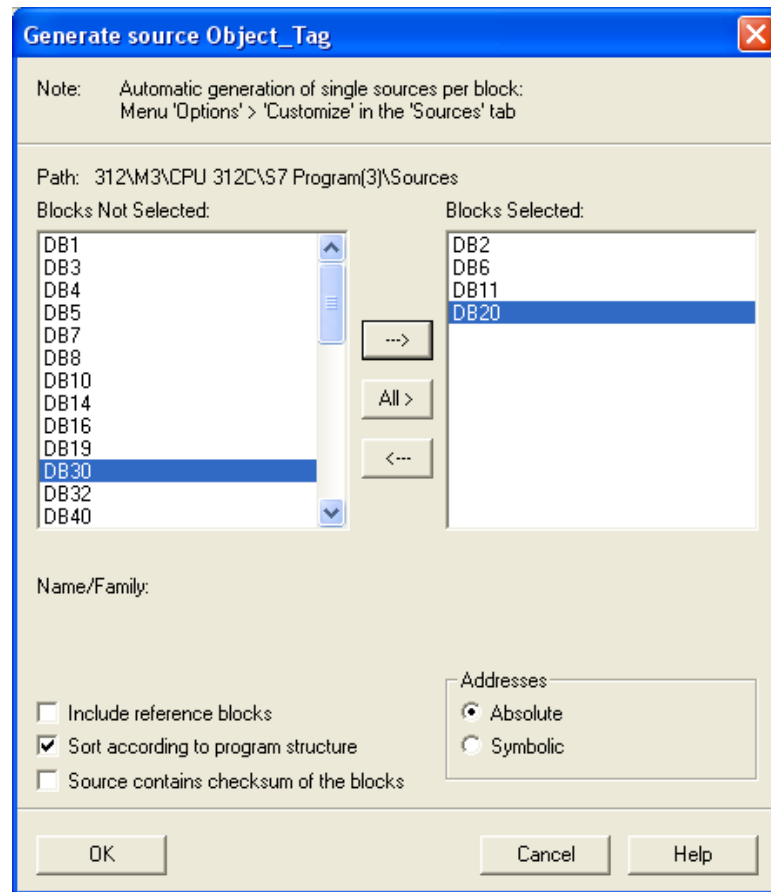 Generate source Object_Tag
Note: Automatic generation of single sources per block:
Menu 'Options' > 'Customize' in the 'Sources' tab
Path: 312\M3\CPU 312C\S7 Program(3)\Sources
Blocks Not Selected:
DB1
DB3
DB4
DB5
DB7
DB8
DB10
DB14
DB16
DB19
DB30
DB32
DB40
--->
All >
<---
Blocks Selected:
DB2
DB6
DB11
DB20
Name/Family:
Include reference blocks
Sort according to program structure
Source contains checksum of the blocks
Addresses
Absolute
Symbolic
OK
Cancel
Help